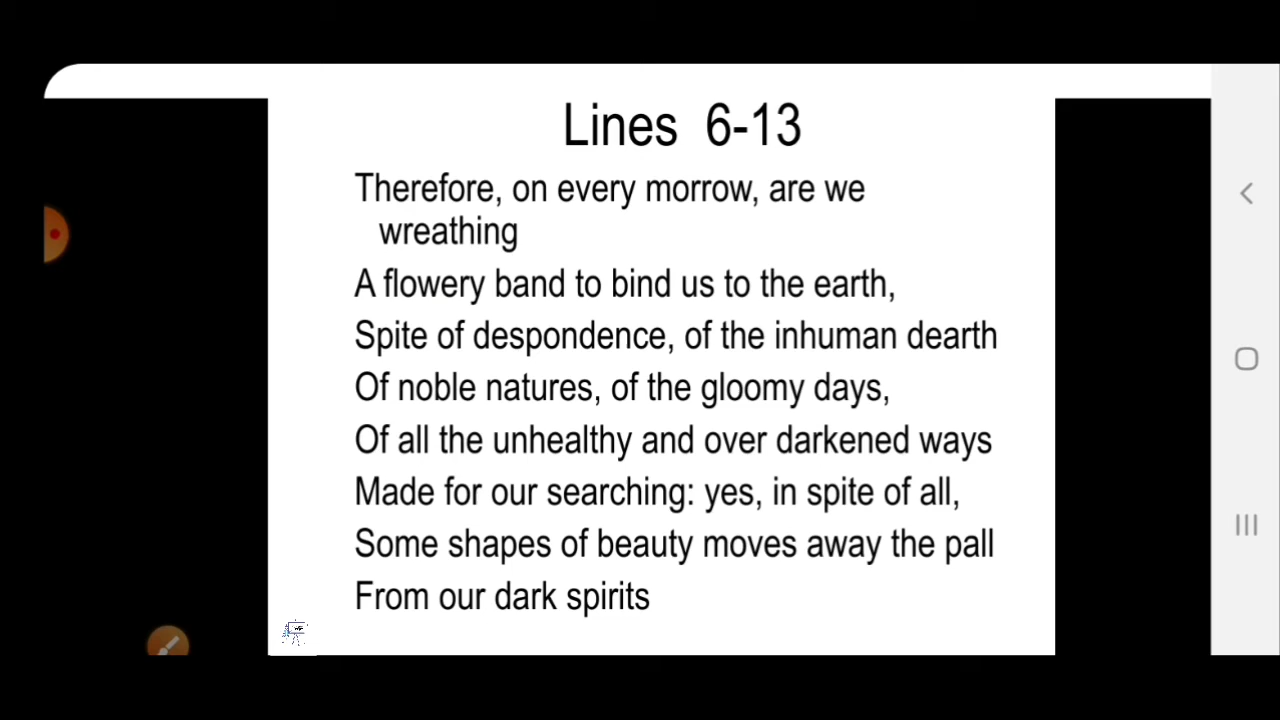 Lines 6-13
Therefore, on every morrow, are we
wreathing
A flowery band to bind us to the earth,
Spite of despondence, of the inhuman dearth
Of noble natures, of the gloomy days,
Of all the unhealthy and over darkened ways
Made for our searching: yes, in spite of all,
Some shapes of beauty moves away the pall
From our dark spirits